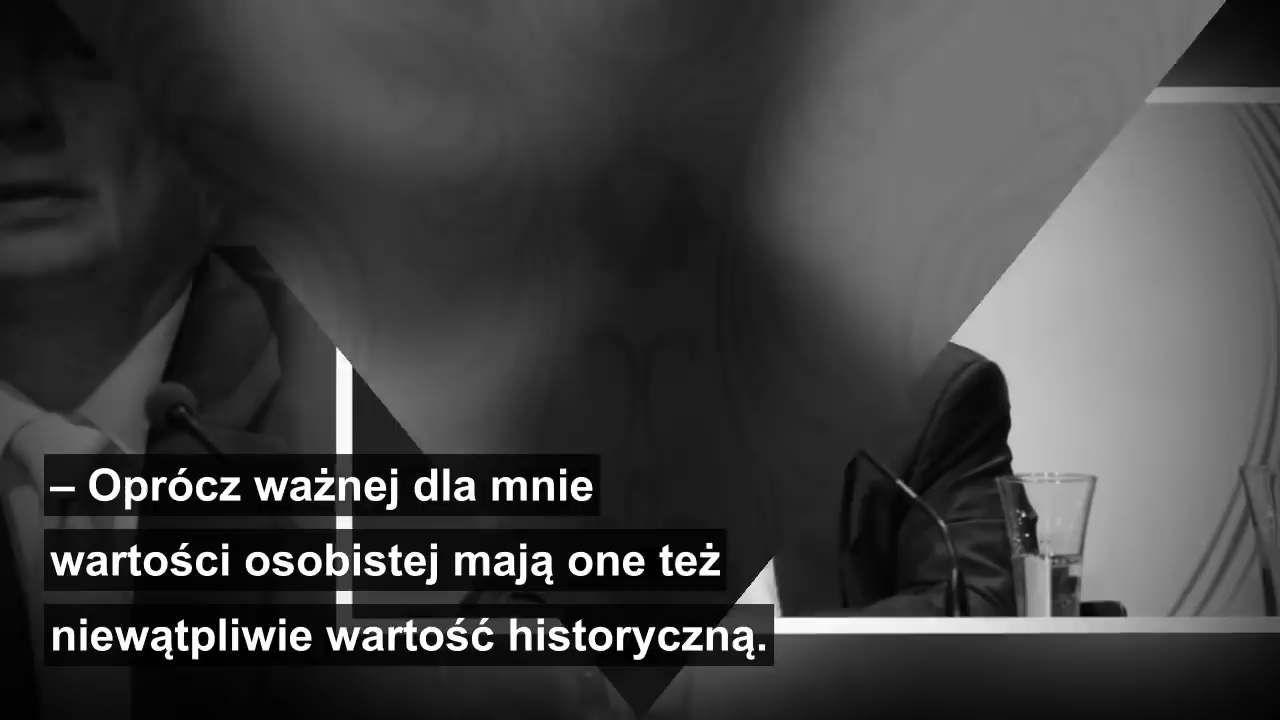 – Oprócz ważnej dla mnie
wartości osobistej mają one też
niewątpliwie wartość historyczną.